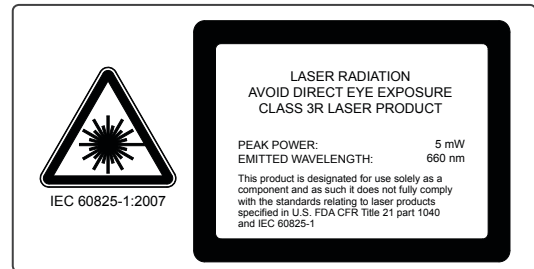 IEC 60825-1:2007
LASER RADIATION
AVOID DIRECT EYE EXPOSURE
CLASS 3R LASER PRODUCT
PEAK POWER: 5 mW
EMITTED WAVELENGTH: 660 nm
This product is designated for use solely as a
component and as such it does not fully comply
with the standards relating to laser products
specified in U.S. FDA CFR Title 21 part 1040
and IEC 60825-1